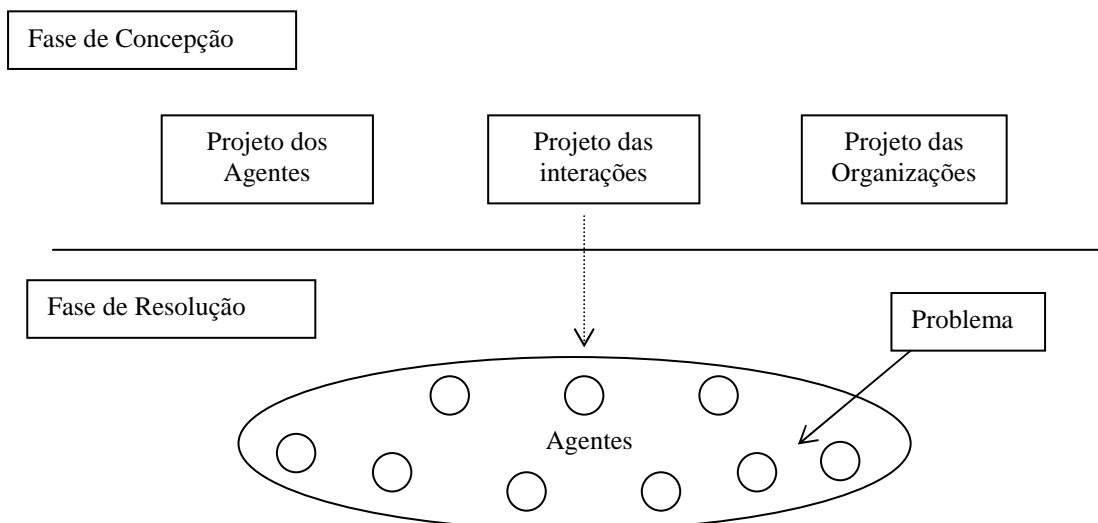 Fase de Concepção
Projeto dos
Agentes
Projeto das
interações
Projeto das
Organizações
Fase de Resolução
Problema
Agentes